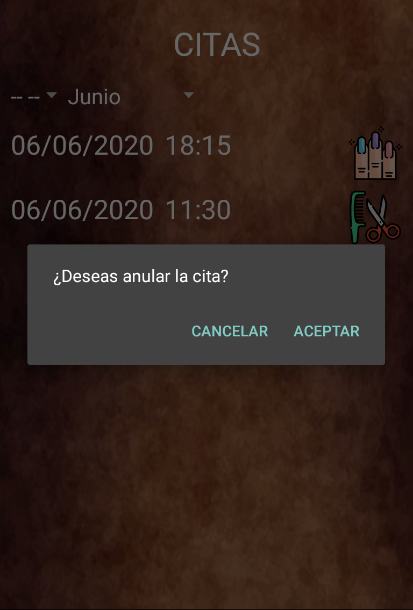 CITAS
-- -- Junio
06/06/2020 18:15
06/06/2020 11:30
¿Deseas anular la cita?
CANCELAR ACEPTAR